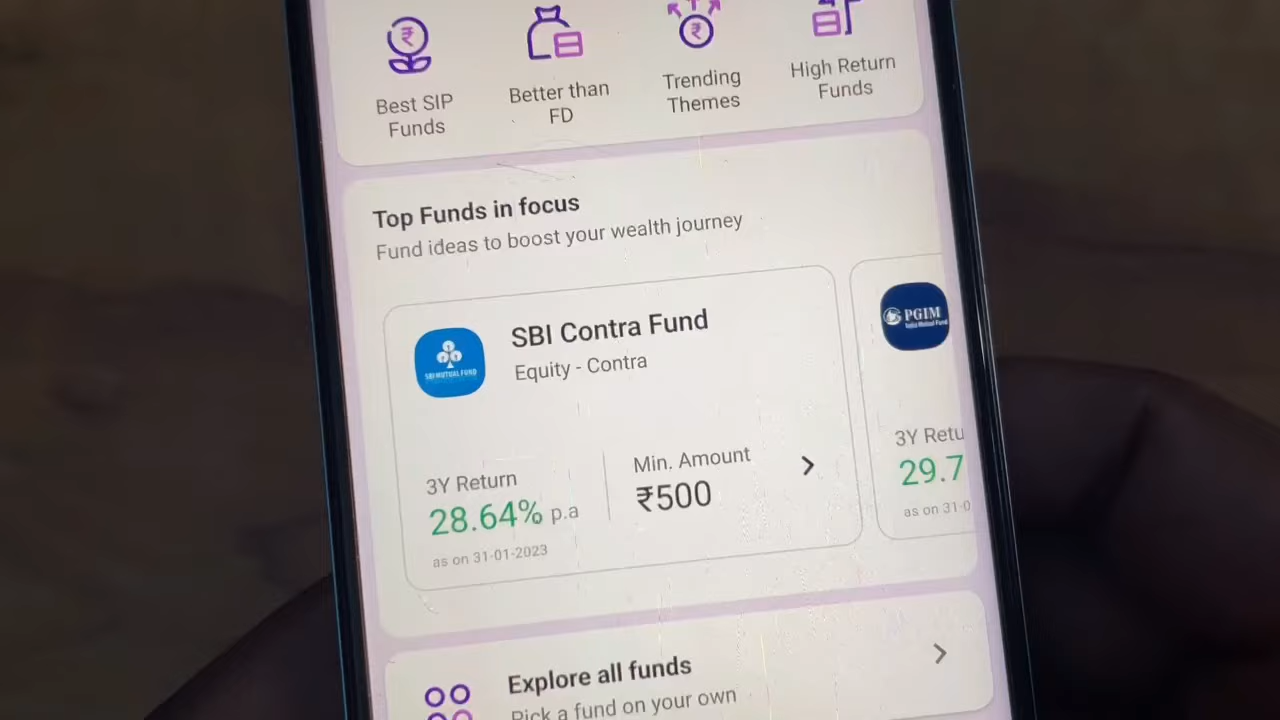 Best SIP
Funds
Better than
FD
Trending
Themes
High Return
Funds
Top Funds in focus
Fund ideas to boost your wealth journey
SBI MUTUAL FUND
SBI Contra Fund
Equity - Contra
3Y Return
28.64% p.a
as on 31-01-2023
Min. Amount
₹500
PGIM
India Mutual Fund
3Y Retu
29.7
as on 31-0
Explore all funds
Pick a fund on your own